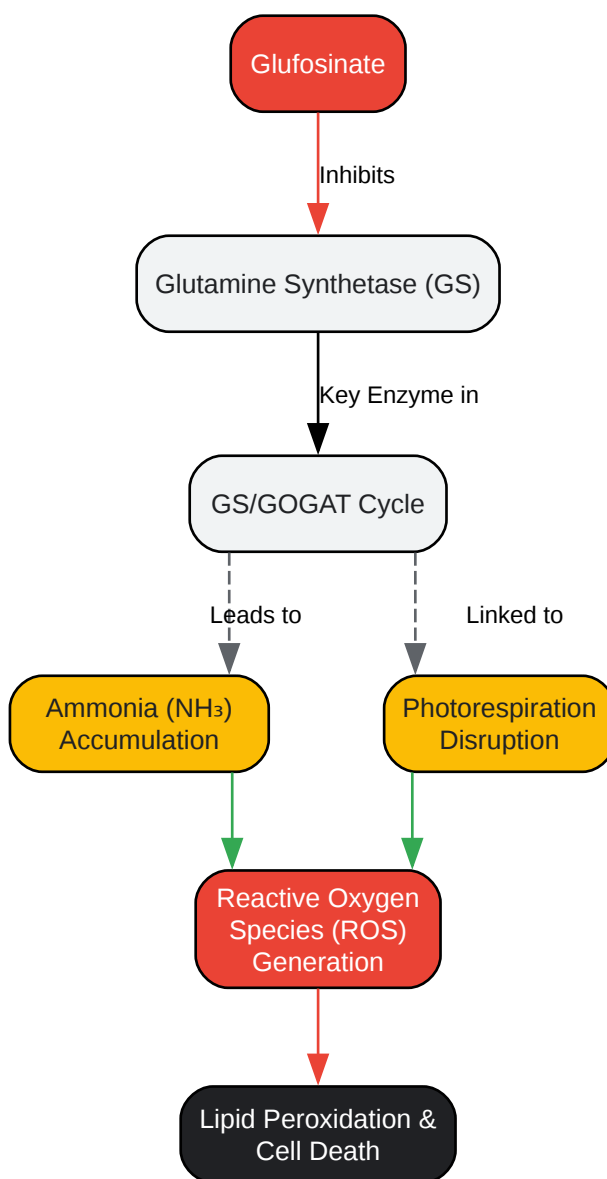 Glufosinate
Inhibits
Glutamine Synthetase (GS)
Key Enzyme in
GS/GOGAT Cycle
Leads to
Linked to
Ammonia (NH₃)
Accumulation
Photorespiration
Disruption
Reactive Oxygen
Species (ROS)
Generation
Lipid Peroxidation &
Cell Death